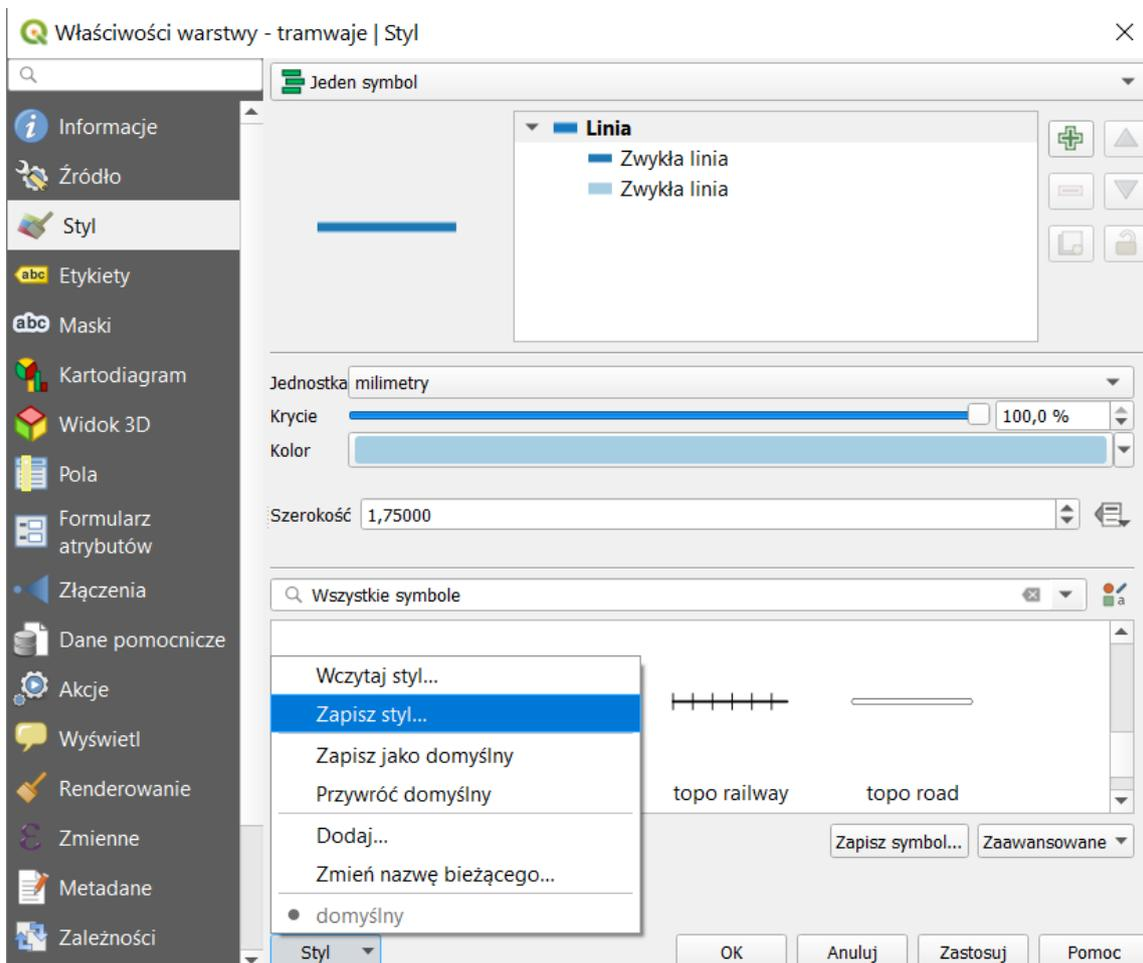 Właściwości warstwy - tramwaje | Styl
Jeden symbol
Informacje
Źródło
Styl
abc Etykiety
abc Maski
Kartodiagram
Widok 3D
Pola
Formularz
atrybutów
Złączenia
Dane pomocnicze
Akcje
Wyświetl
Renderowanie
Zmienne
Metadane
Zależności
Linia
Zwykła linia
Zwykła linia
Jednostka milimetry
Krycie 100,0 %
Kolor
Szerokość 1,75000
Wszystkie symbole
a
topo railway topo road
Wczytaj styl...
Zapisz styl...
Zapisz jako domyślny
Przywróć domyślny
Dodaj...
Zmień nazwę bieżącego...
domyślny
Zapisz symbol... Zaawansowane
Styl OK Anuluj Zastosuj Pomoc